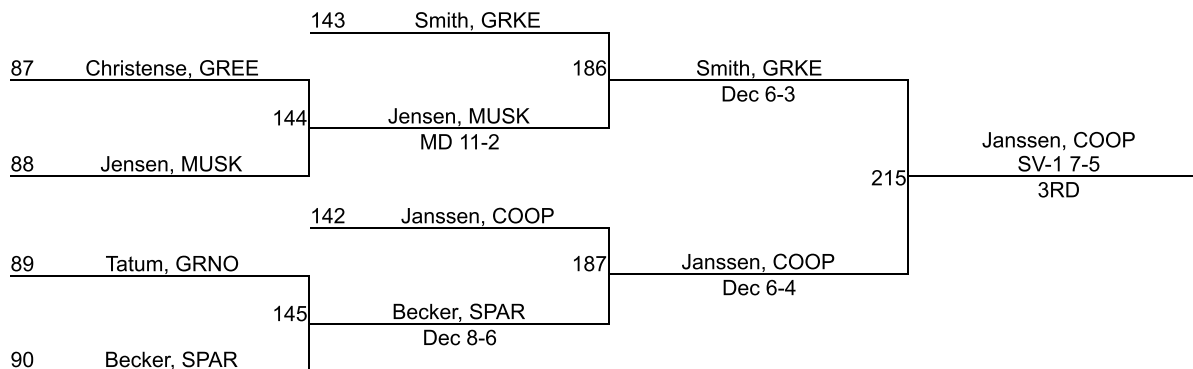 143 Smith, GRKE
87 Christense, GREE
186 Smith, GRKE
Dec 6-3
144 Jensen, MUSK
MD 11-2
88 Jensen, MUSK
Janssen, COOP
SV-1 7-5
215
3RD
142 Janssen, COOP
89 Tatum, GRNO
187 Janssen, COOP
Dec 6-4
145 Becker, SPAR
Dec 8-6
90 Becker, SPAR